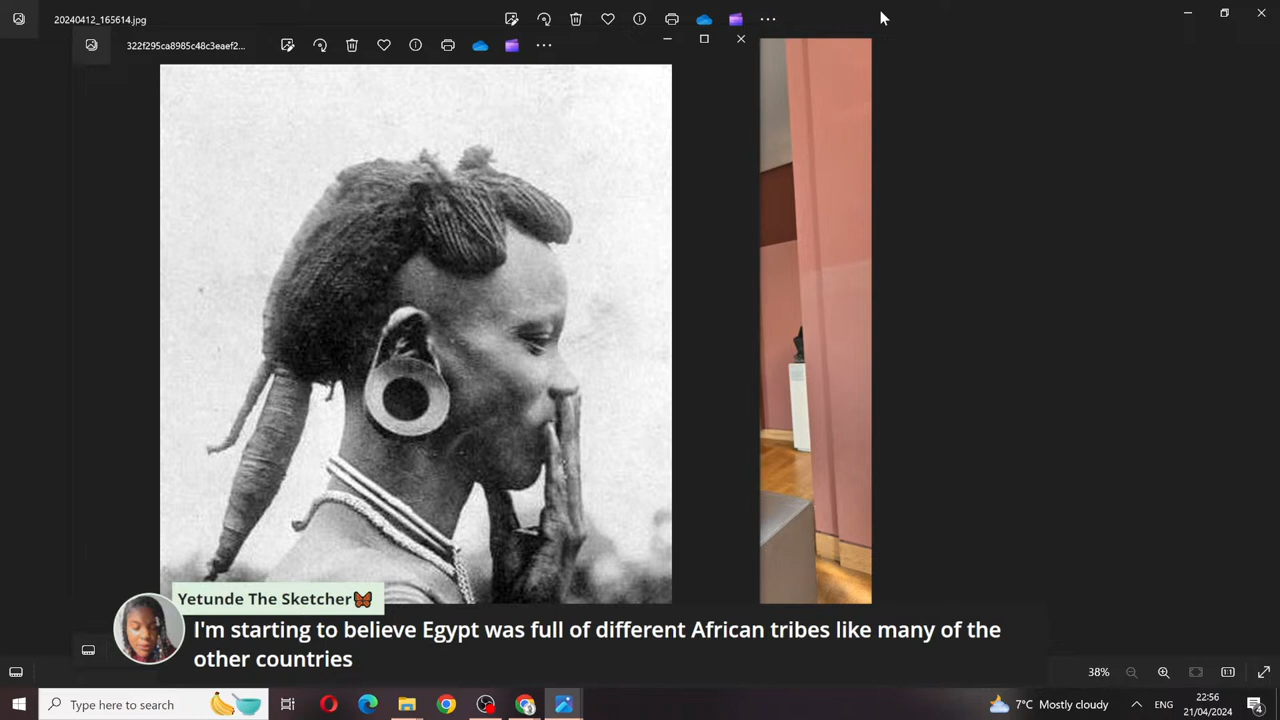 20240412_165614.jpg
322f295ca8985c48c3eaef2...
Yetunde The Sketcher🦋
I'm starting to believe Egypt was full of different African tribes like many of the
other countries
38%
Type here to search
7°C Mostly cloudy
ENG
22:56
21/04/2024
4